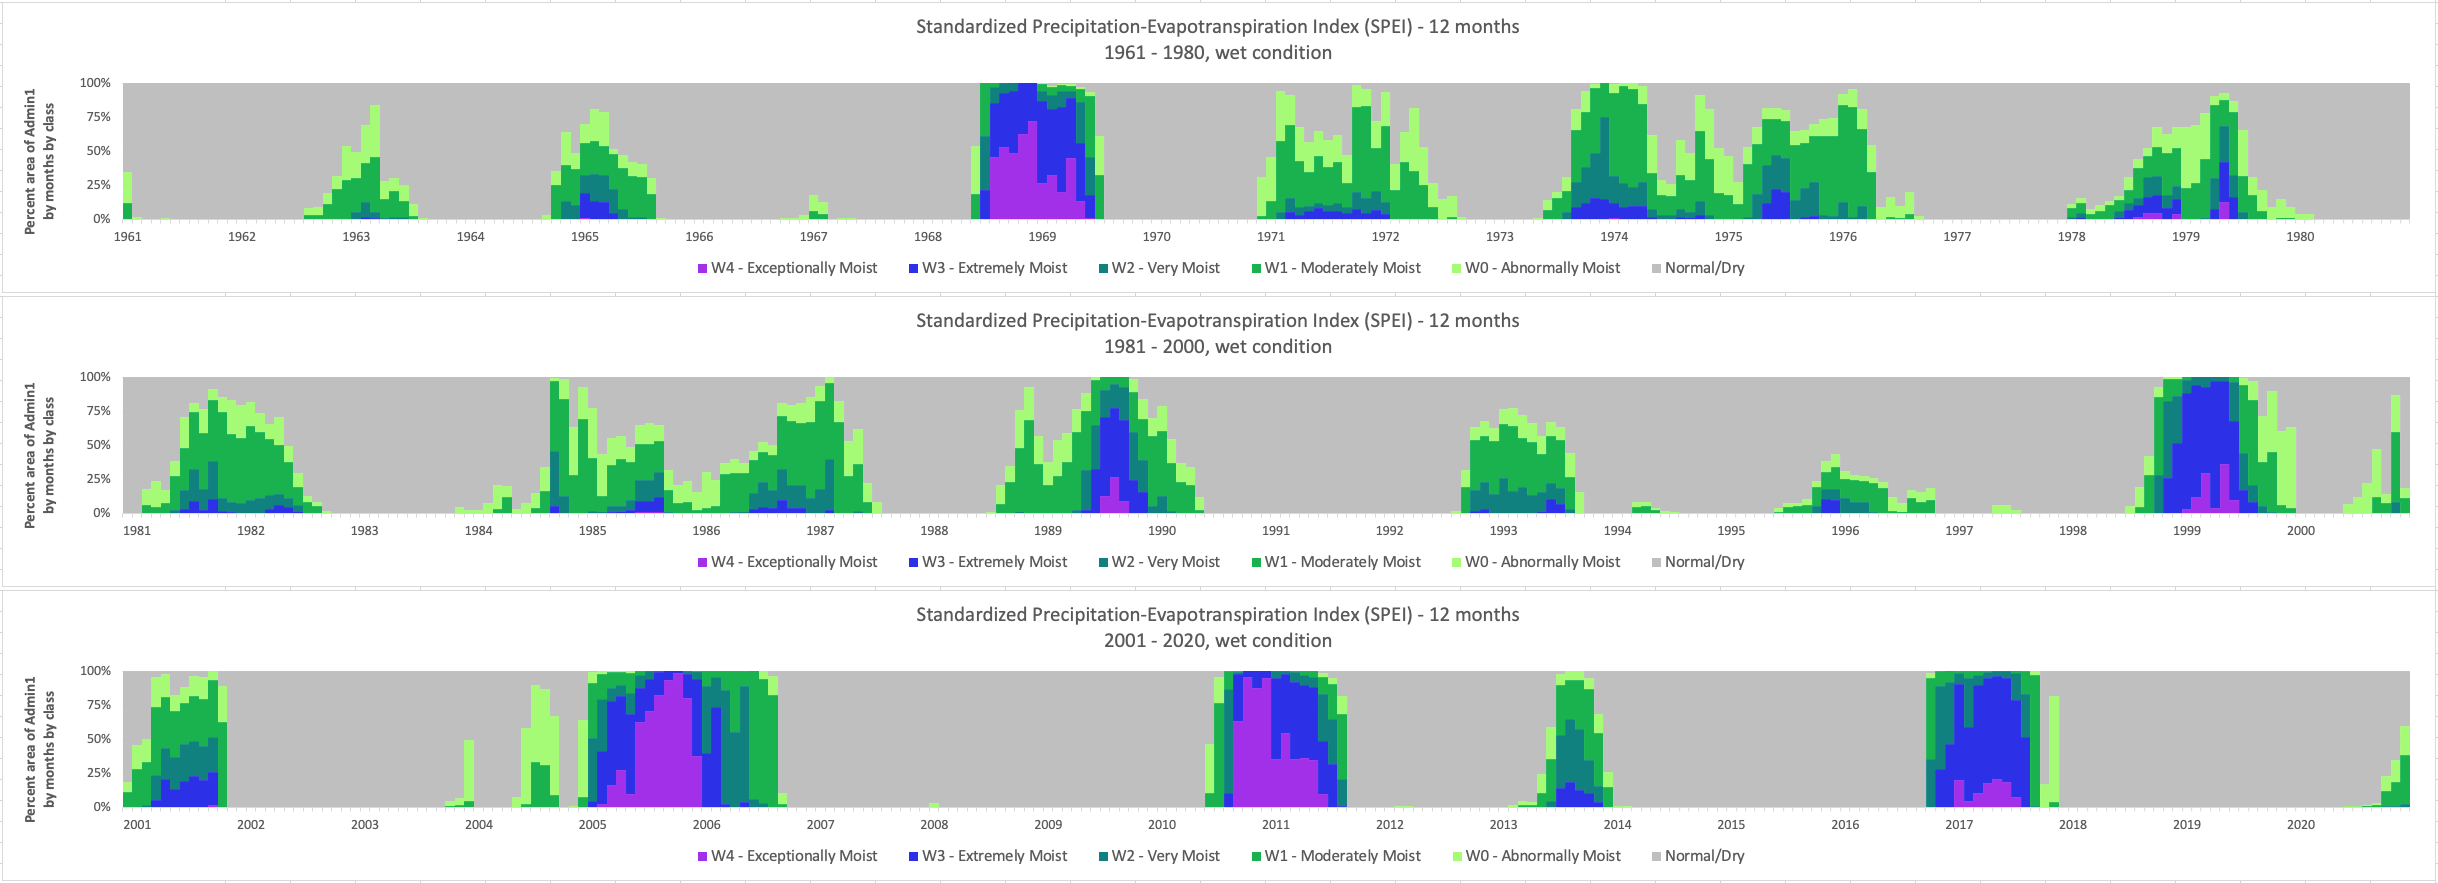 Standardized Precipitation-Evapotranspiration Index (SPEI) - 12 months
1961 - 1980, wet condition
Percent area of Admin1
by months by class
100%
75%
50%
25%
0%
1961 1962 1963 1964 1965 1966 1967 1968 1969 1970 1971 1972 1973 1974 1975 1976 1977 1978 1979 1980
W4 - Exceptionally Moist W3 - Extremely Moist W2 - Very Moist W1 - Moderately Moist W0 - Abnormally Moist Normal/Dry
Standardized Precipitation-Evapotranspiration Index (SPEI) - 12 months
1981 - 2000, wet condition
Percent area of Admin1
by months by class
100%
75%
50%
25%
0%
1981 1982 1983 1984 1985 1986 1987 1988 1989 1990 1991 1992 1993 1994 1995 1996 1997 1998 1999 2000
W4 - Exceptionally Moist W3 - Extremely Moist W2 - Very Moist W1 - Moderately Moist W0 - Abnormally Moist Normal/Dry
Standardized Precipitation-Evapotranspiration Index (SPEI) - 12 months
2001 - 2020, wet condition
Percent area of Admin1
by months by class
100%
75%
50%
25%
0%
2001 2002 2003 2004 2005 2006 2007 2008 2009 2010 2011 2012 2013 2014 2015 2016 2017 2018 2019 2020
W4 - Exceptionally Moist W3 - Extremely Moist W2 - Very Moist W1 - Moderately Moist W0 - Abnormally Moist Normal/Dry